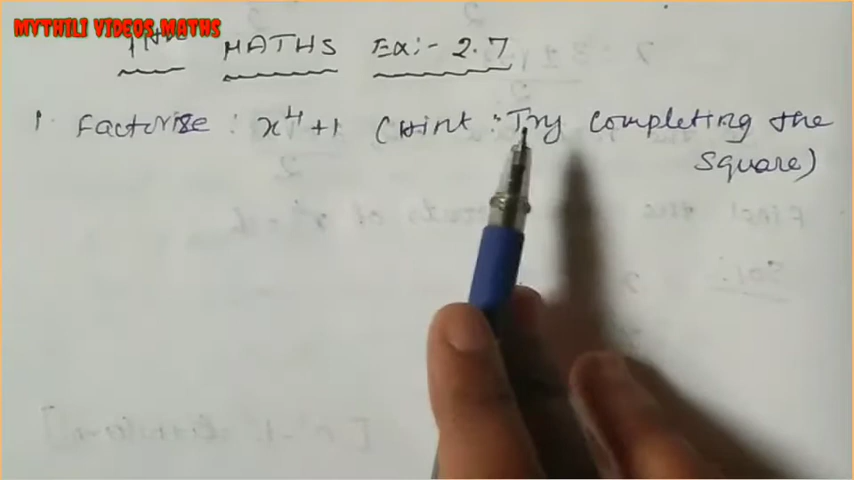 MYTHILI VIDEOS MATHS
MATHS Ex:- 2.7
1. Factorise : x⁴+1 (Hint : Try completing the
square)